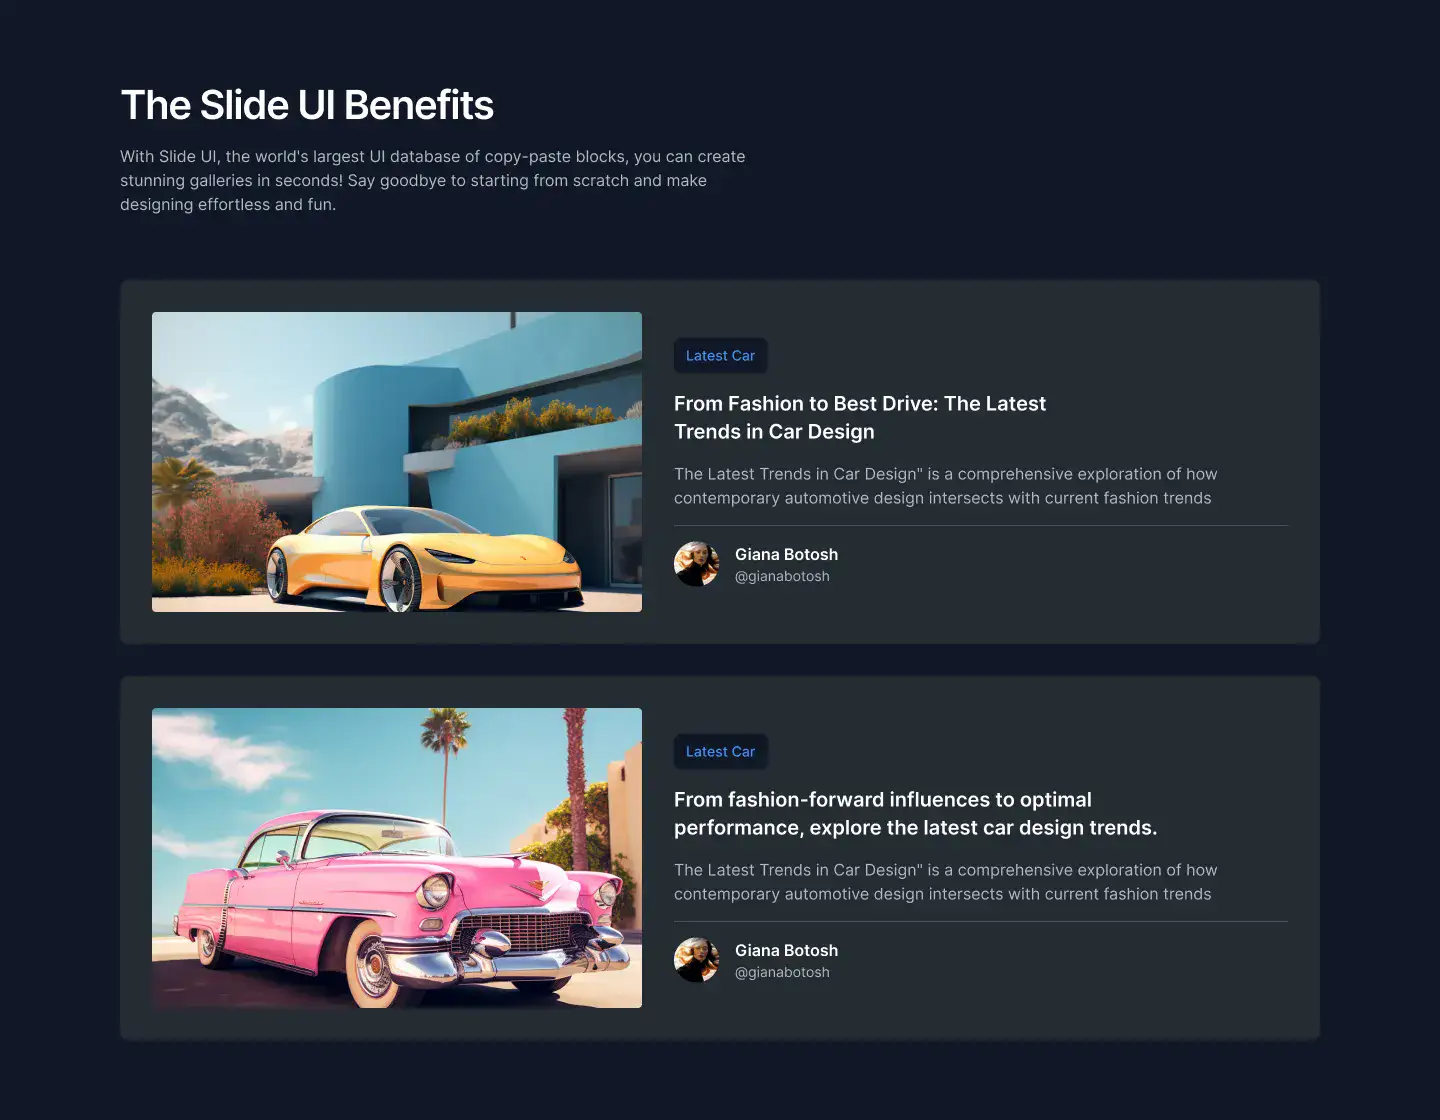 The Slide UI Benefits
With Slide UI, the world's largest UI database of copy-paste blocks, you can create
stunning galleries in seconds! Say goodbye to starting from scratch and make
designing effortless and fun.
Latest Car
From Fashion to Best Drive: The Latest
Trends in Car Design
The Latest Trends in Car Design" is a comprehensive exploration of how
contemporary automotive design intersects with current fashion trends
Giana Botosh
@gianabotosh
Latest Car
From fashion-forward influences to optimal
performance, explore the latest car design trends.
The Latest Trends in Car Design" is a comprehensive exploration of how
contemporary automotive design intersects with current fashion trends
Giana Botosh
@gianabotosh